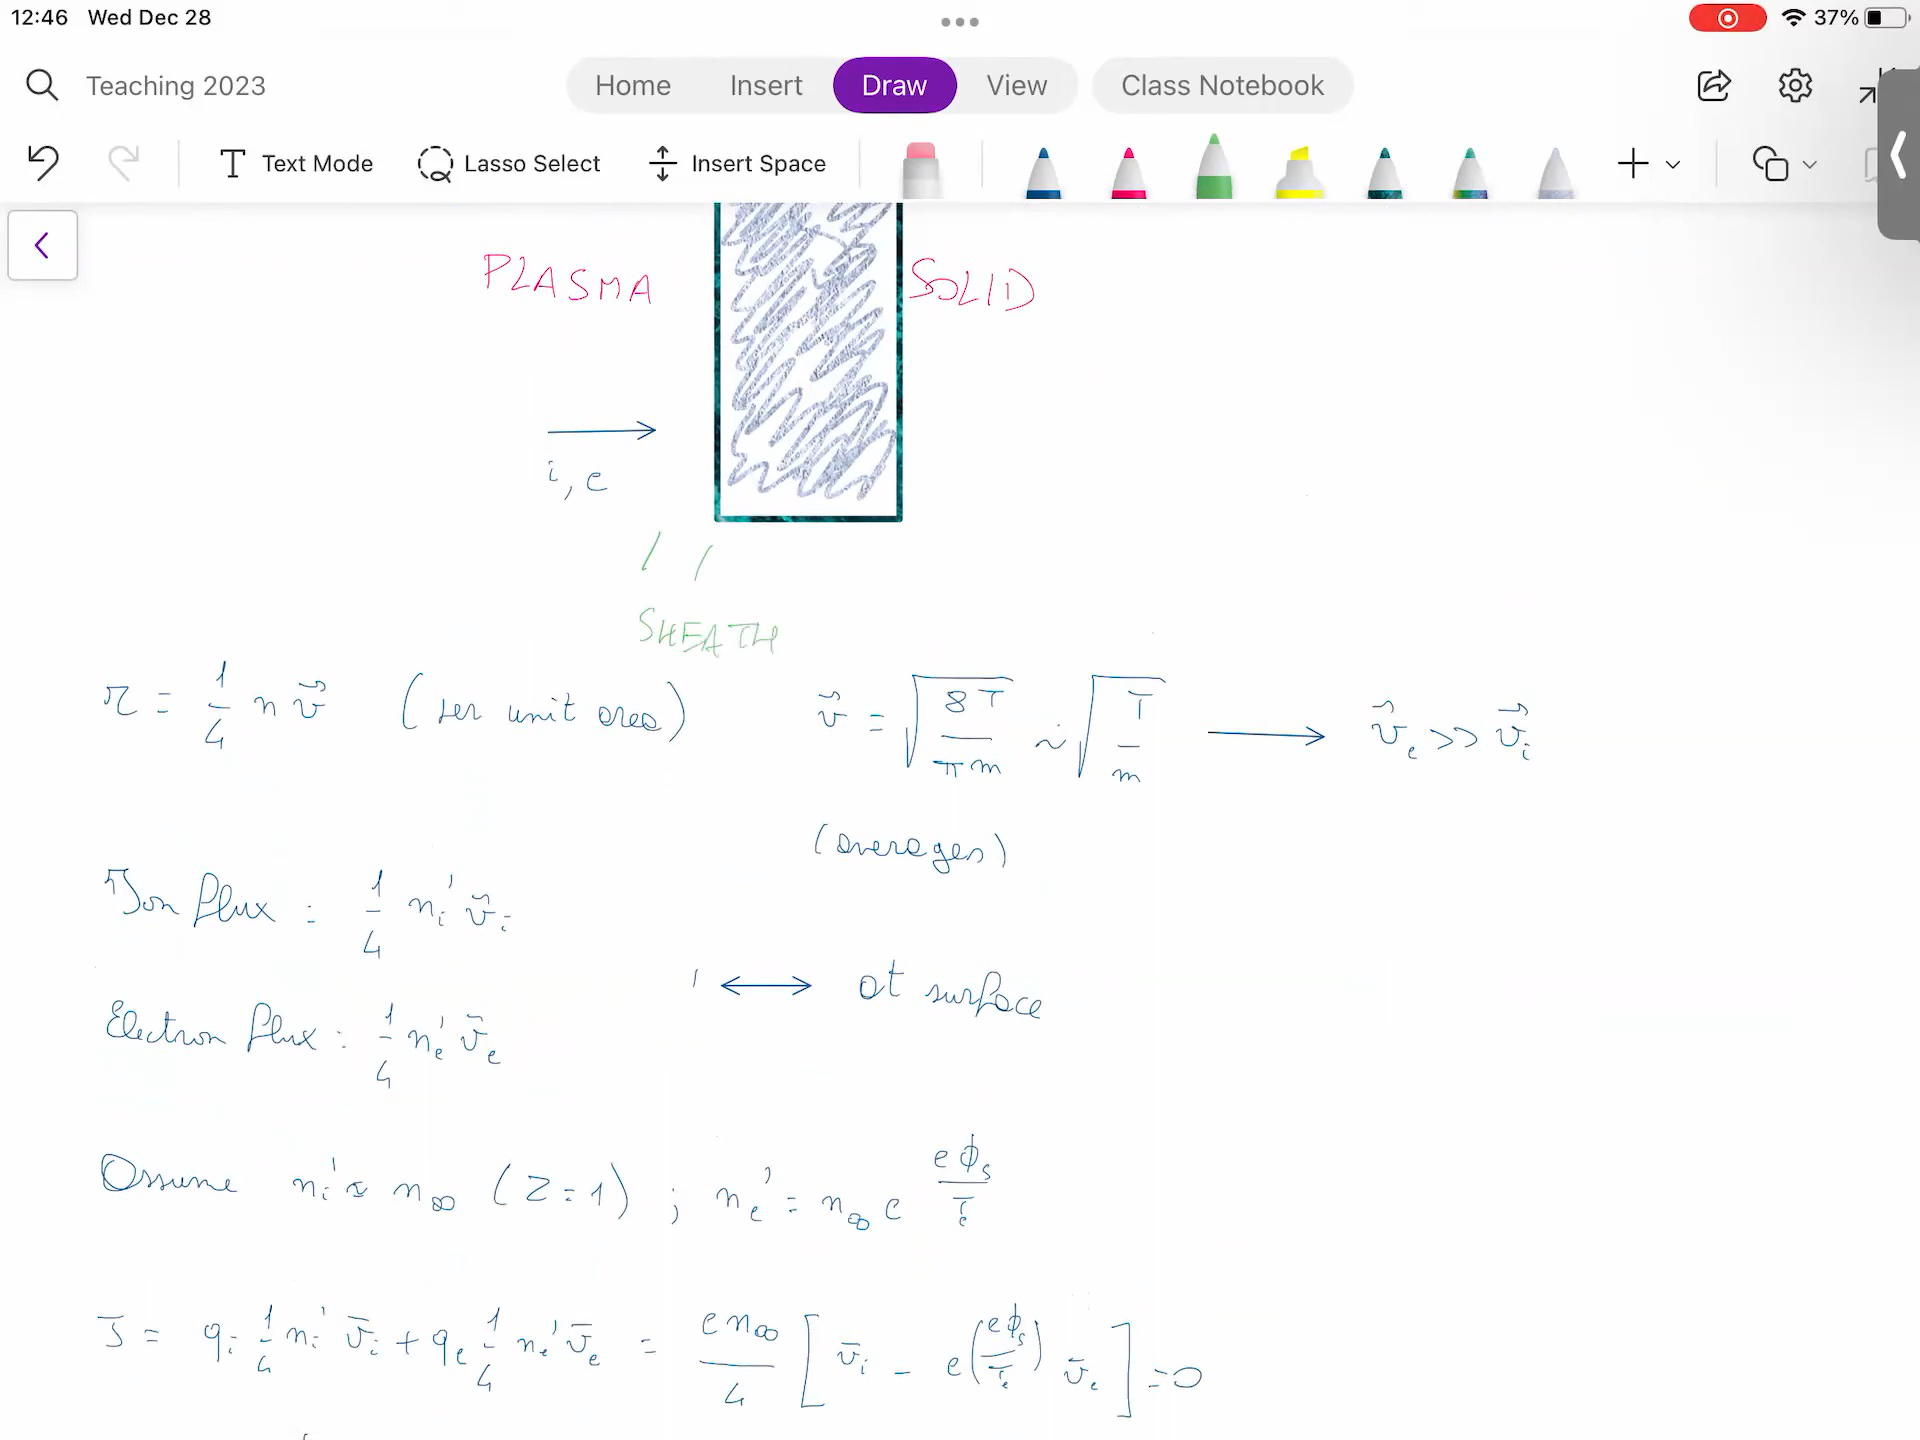 12:46 Wed Dec 28 37%
Teaching 2023 Home Insert Draw View Class Notebook
Text Mode Lasso Select Insert Space
PLASMA SOLID
i, e
SHEATH
r = 1/4 n v̄ (per unit area) v̄ = √(8T/πm) ~ √(T/m) → v̄e >> v̄i
(averages)
Ion flux : 1/4 ni' v̄i
' ↔ at surface
Electron flux : 1/4 ne' v̄e
Assume ni' ≈ n∞ (Z=1) ; ne' = n∞ e^(eϕs/Te)
J = qi 1/4 ni' v̄i + qe 1/4 ne' v̄e = en∞/4 [ v̄i - e^(eϕs/Te) v̄e ] = 0